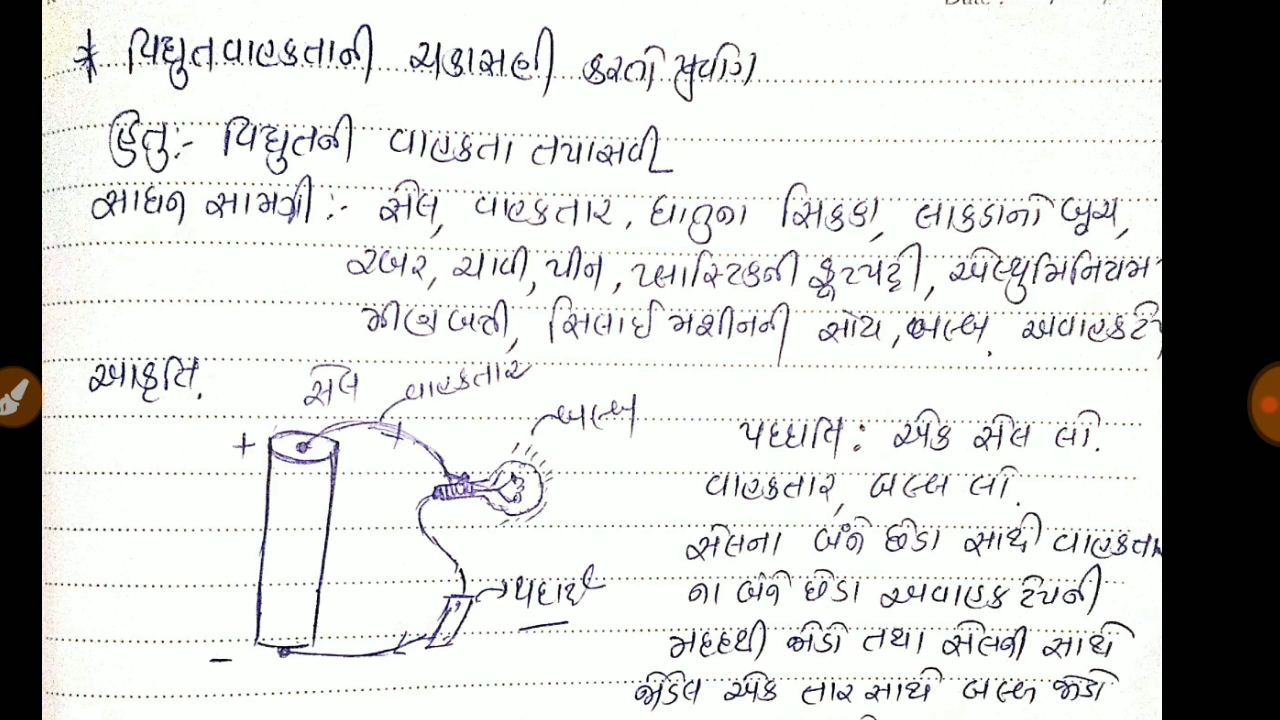 Date :
* વિદ્યુતવાહકતાની ચકાસણી કરતો પ્રયોગ
હેતુ:- વિદ્યુતની વાહકતા તપાસવી
સાધન સામગ્રી :- સેલ, વાહકતાર, ધાતુના સિક્કા, લાકડાનો બૂચ,
રબર, ચાવી, પીન, પ્લાસ્ટિકની ફૂટપટ્ટી, એલ્યુમિનિયમ
મીણબત્તી, સિલાઈ મશીનની સોય, બલ્બ. અવાહક
આકૃતિ.
સેલ
વાહકતાર
બલ્બ
+
+
પદાર્થ
-
પધ્ધતિ: એક સેલ લો.
વાહકતાર, બલ્બ લો.
સેલના બંને છેડા સાથે વાહકતાર
ના બંને છેડા અવાહક ટેપની
મદદથી જોડો તથા સેલની સાથે
જોડેલ એક તાર સાથે બલ્બ જોડો